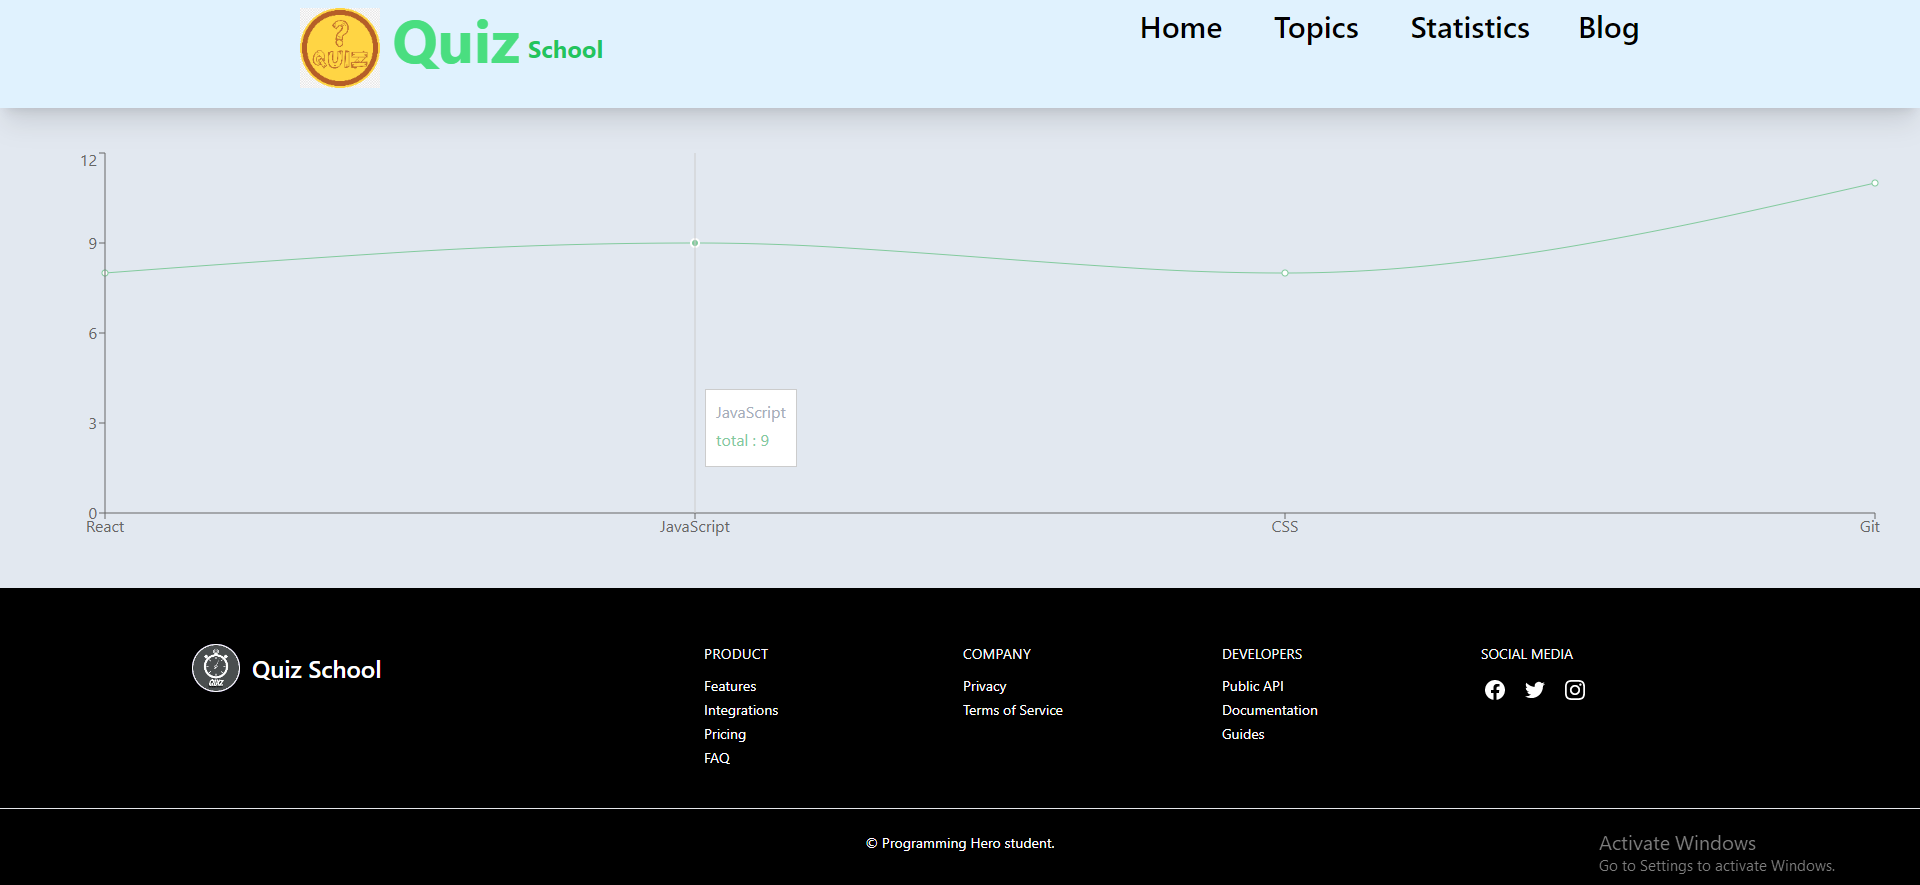 ?
QUIZ
Quiz School
Home Topics Statistics Blog
12
9
6
3
0
JavaScript
total : 9
React JavaScript CSS Git
QUIZ
Quiz School
PRODUCT
Features
Integrations
Pricing
FAQ
COMPANY
Privacy
Terms of Service
DEVELOPERS
Public API
Documentation
Guides
SOCIAL MEDIA
© Programming Hero student.
Activate Windows
Go to Settings to activate Windows.